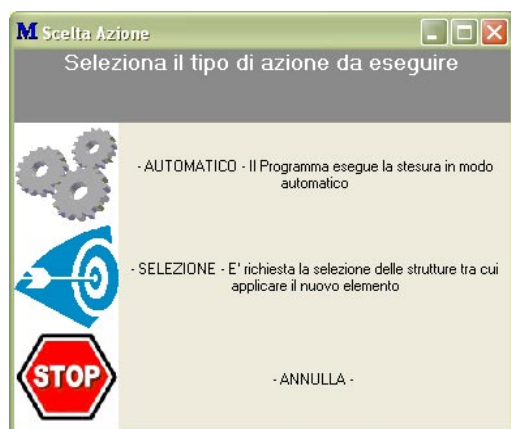 M Scelta Azione
Seleziona il tipo di azione da eseguire
- AUTOMATICO - Il Programma esegue la stesura in modo
automatico
- SELEZIONE - E' richiesta la selezione delle strutture tra cui
applicare il nuovo elemento
STOP
- ANNULLA -